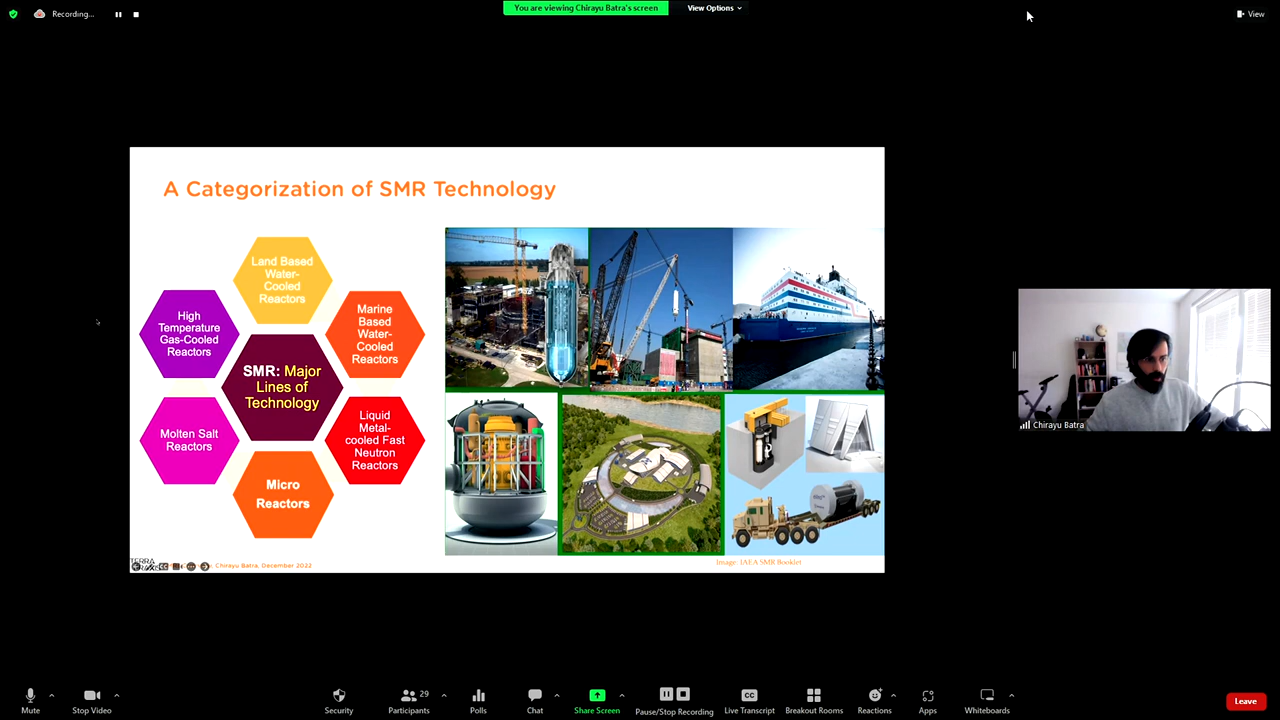 Recording...
You are viewing Chirayu Batra's screen
View Options
View
A Categorization of SMR Technology
Land Based
Water-
Cooled
Reactors
High
Temperature
Gas-Cooled
Reactors
Marine
Based
Water-
Cooled
Reactors
SMR: Major
Lines of
Technology
Molten Salt
Reactors
Liquid
Metal-
cooled Fast
Neutron
Reactors
Micro
Reactors
TERRA
Chirayu Batra, December 2022
Image: IAEA SMR Booklet
Chirayu Batra
Mute
Stop Video
Security
Participants
29
Polls
Chat
Share Screen
Pause/Stop Recording
CC
Live Transcript
Breakout Rooms
Reactions
Apps
Whiteboards
Leave